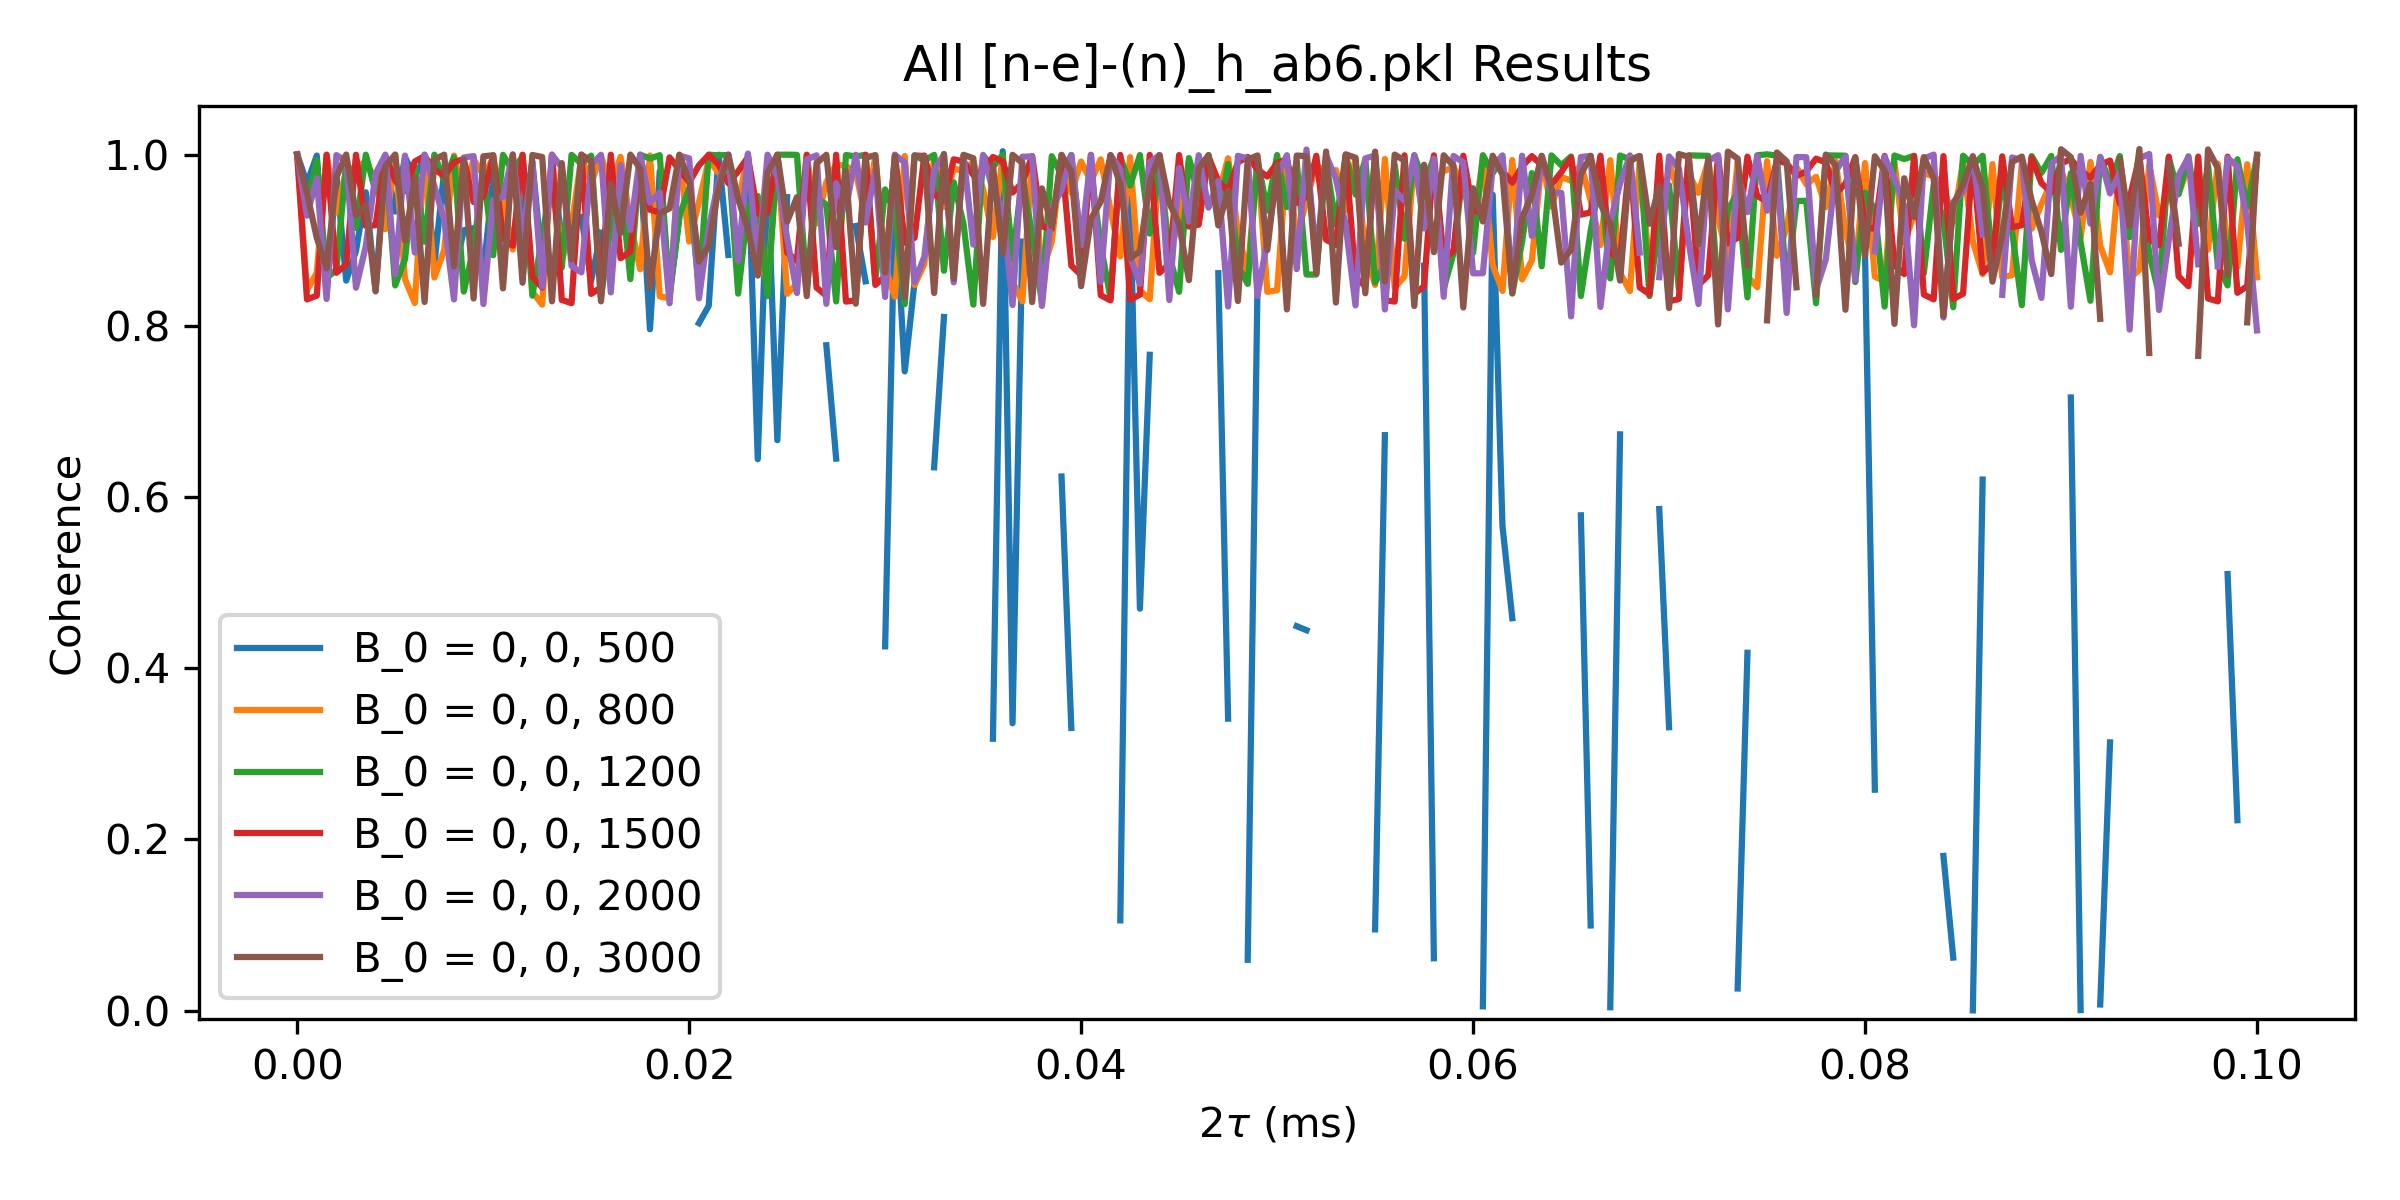 All [n-e]-(n)_h_ab6.pkl Results
Coherence
1.0
0.8
0.6
0.4
0.2
0.0
B_0 = 0, 0, 500
B_0 = 0, 0, 800
B_0 = 0, 0, 1200
B_0 = 0, 0, 1500
B_0 = 0, 0, 2000
B_0 = 0, 0, 3000
0.00 0.02 0.04 0.06 0.08 0.10
2τ (ms)